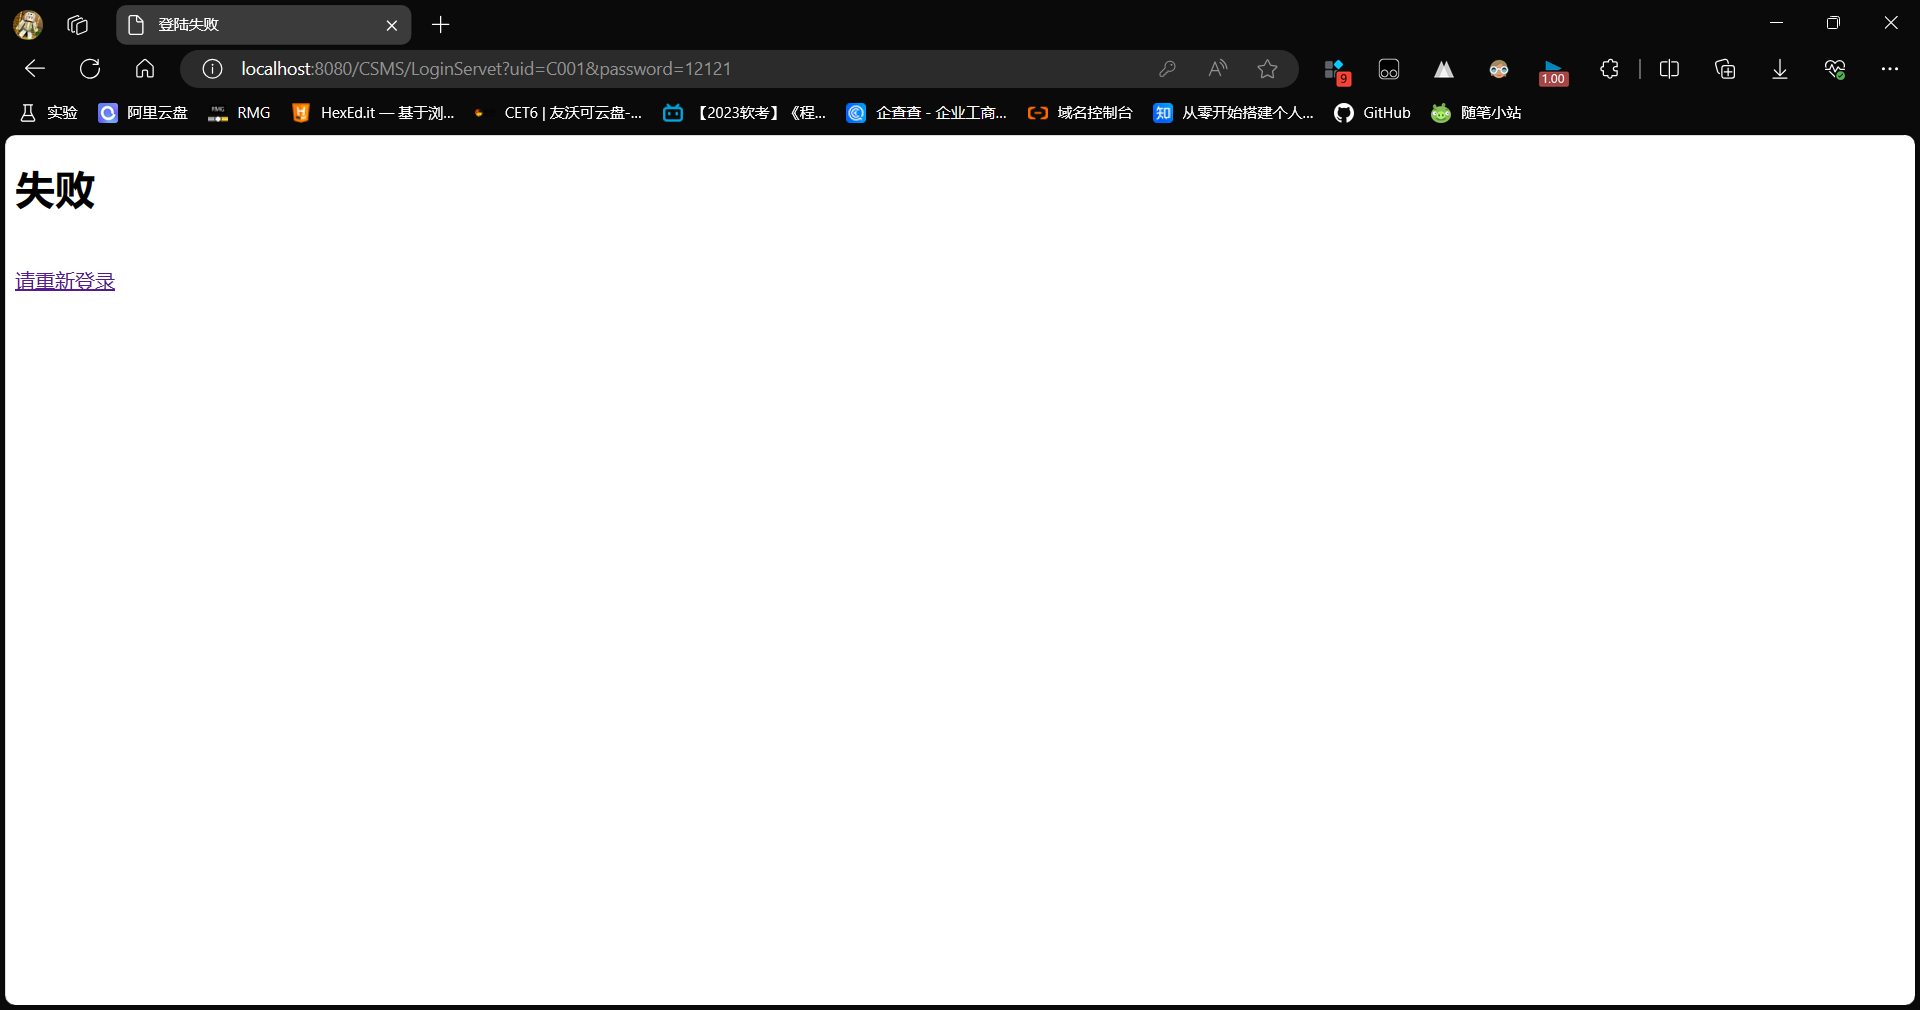 登陆失败
localhost:8080/CSMS/LoginServet?uid=C001&password=12121
9
1.00
实验 阿里云盘 RMG HexEd.it — 基于浏... CET6 | 友沃可云盘-... 【2023软考】《程... 企查查 - 企业工商... 域名控制台 知 从零开始搭建个人... GitHub 随笔小站
失败
请重新登录